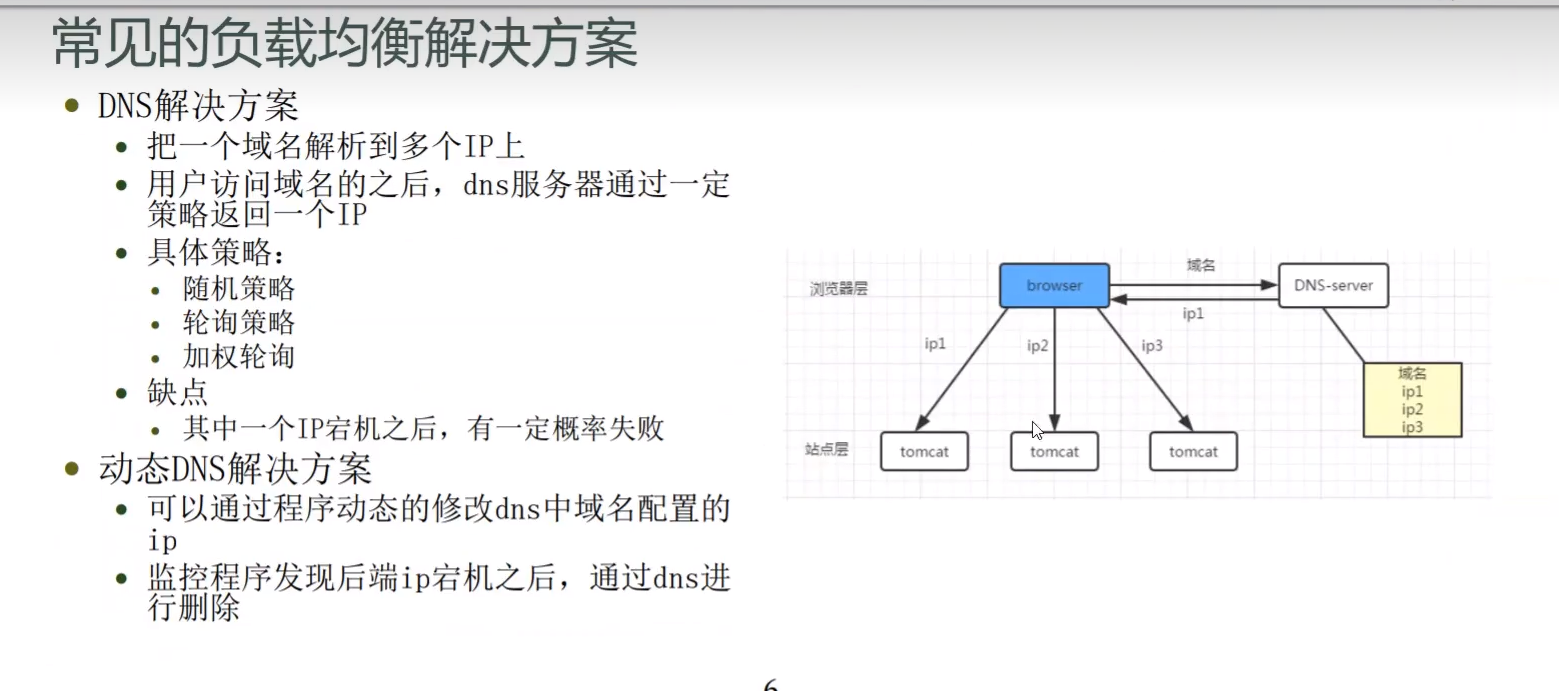 常见的负载均衡解决方案
DNS解决方案
把一个域名解析到多个IP上
用户访问域名的之后，dns服务器通过一定
策略返回一个IP
具体策略：
随机策略
轮询策略
加权轮询
缺点
其中一个IP宕机之后，有一定概率失败
动态DNS解决方案
可以通过程序动态的修改dns中域名配置的
ip
监控程序发现后端ip宕机之后，通过dns进
行删除
浏览器层
browser
域名
DNS-server
ip1
ip1
ip2
ip3
域名
ip1
ip2
ip3
站点层
tomcat
tomcat
tomcat
6